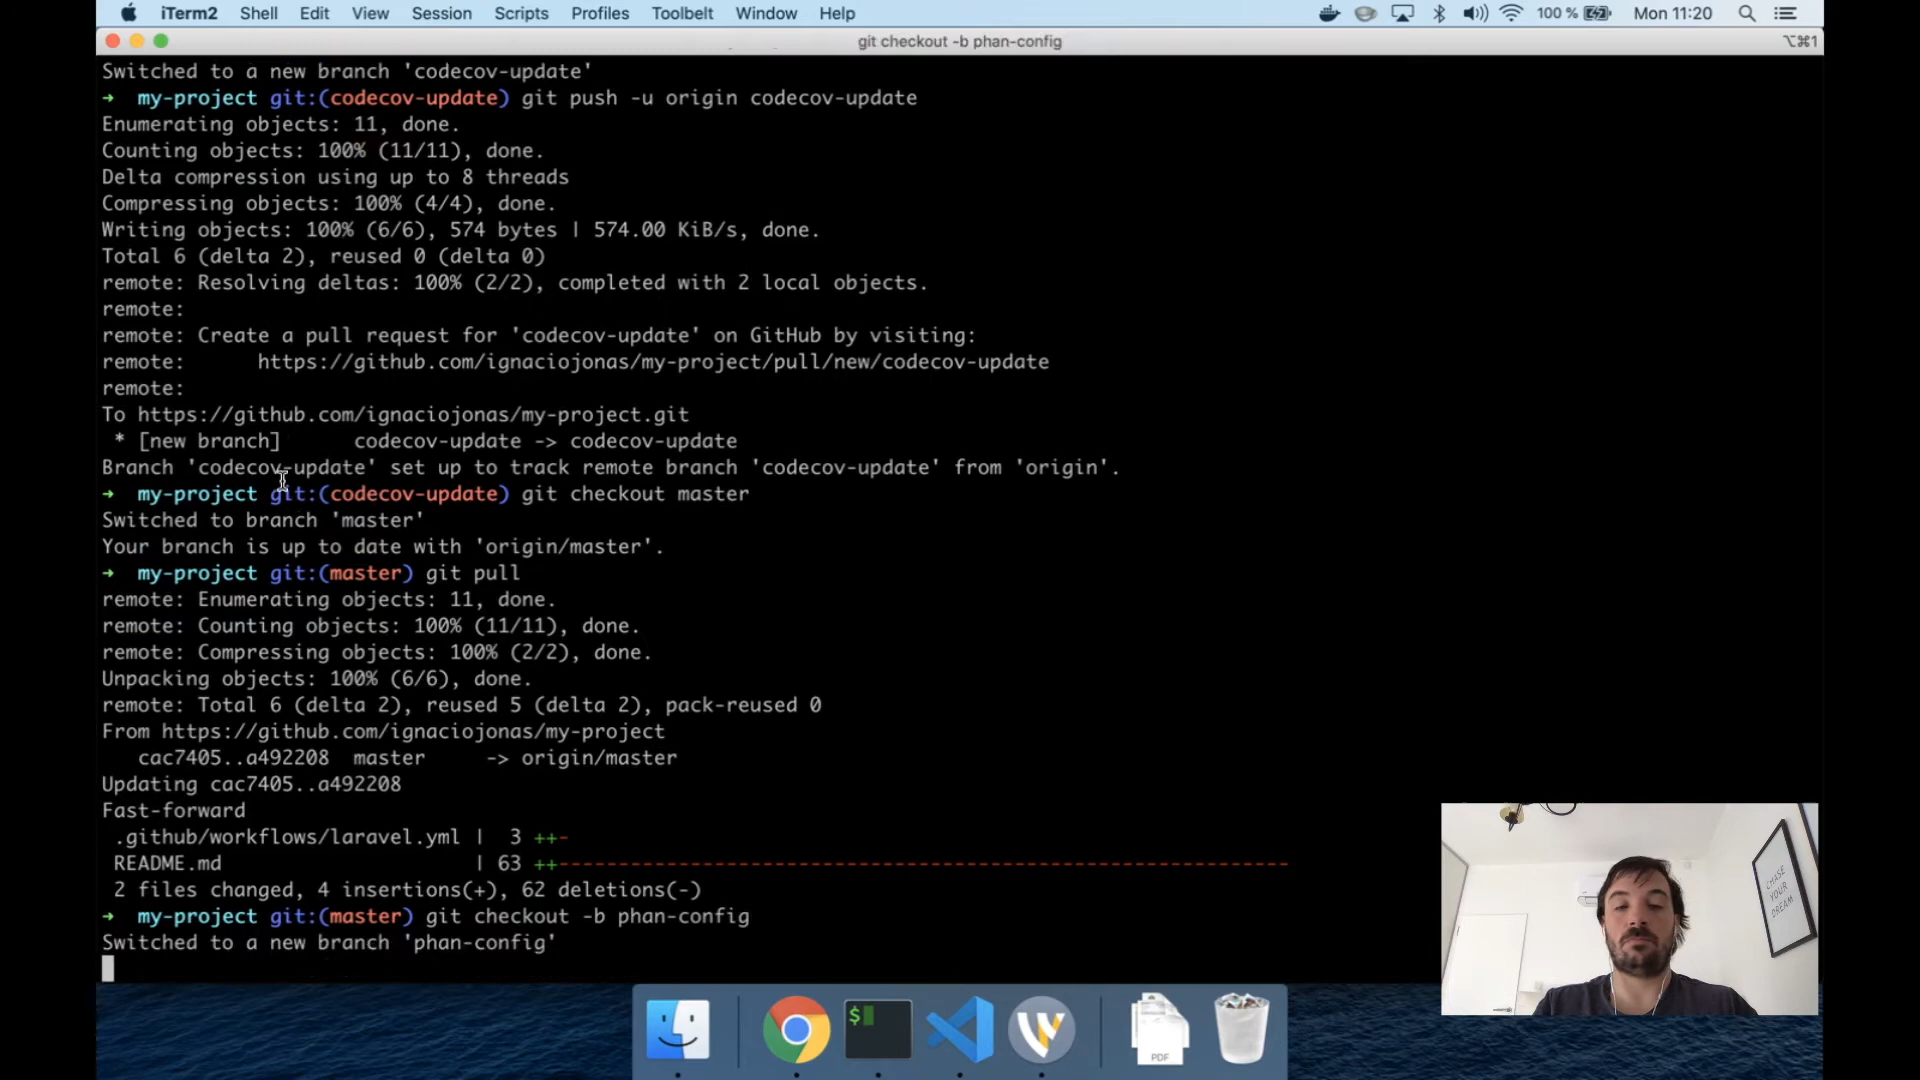 iTerm2 Shell Edit View Session Scripts Profiles Toolbelt Window Help 100 % Mon 11:20
git checkout -b phan-config ⌥⌘1
Switched to a new branch 'codecov-update'
➜ my-project git:(codecov-update) git push -u origin codecov-update
Enumerating objects: 11, done.
Counting objects: 100% (11/11), done.
Delta compression using up to 8 threads
Compressing objects: 100% (4/4), done.
Writing objects: 100% (6/6), 574 bytes | 574.00 KiB/s, done.
Total 6 (delta 2), reused 0 (delta 0)
remote: Resolving deltas: 100% (2/2), completed with 2 local objects.
remote:
remote: Create a pull request for 'codecov-update' on GitHub by visiting:
remote: https://github.com/ignaciojonas/my-project/pull/new/codecov-update
remote:
To https://github.com/ignaciojonas/my-project.git
* [new branch] codecov-update -> codecov-update
Branch 'codecov-update' set up to track remote branch 'codecov-update' from 'origin'.
➜ my-project git:(codecov-update) git checkout master
Switched to branch 'master'
Your branch is up to date with 'origin/master'.
➜ my-project git:(master) git pull
remote: Enumerating objects: 11, done.
remote: Counting objects: 100% (11/11), done.
remote: Compressing objects: 100% (2/2), done.
Unpacking objects: 100% (6/6), done.
remote: Total 6 (delta 2), reused 5 (delta 2), pack-reused 0
From https://github.com/ignaciojonas/my-project
cac7405..a492208 master -> origin/master
Updating cac7405..a492208
Fast-forward
.github/workflows/laravel.yml | 3 ++-
README.md | 63 ++-------------------------------------------------------------
2 files changed, 4 insertions(+), 62 deletions(-)
➜ my-project git:(master) git checkout -b phan-config
Switched to a new branch 'phan-config'
CHASE
YOUR
DREAM
$
PDF